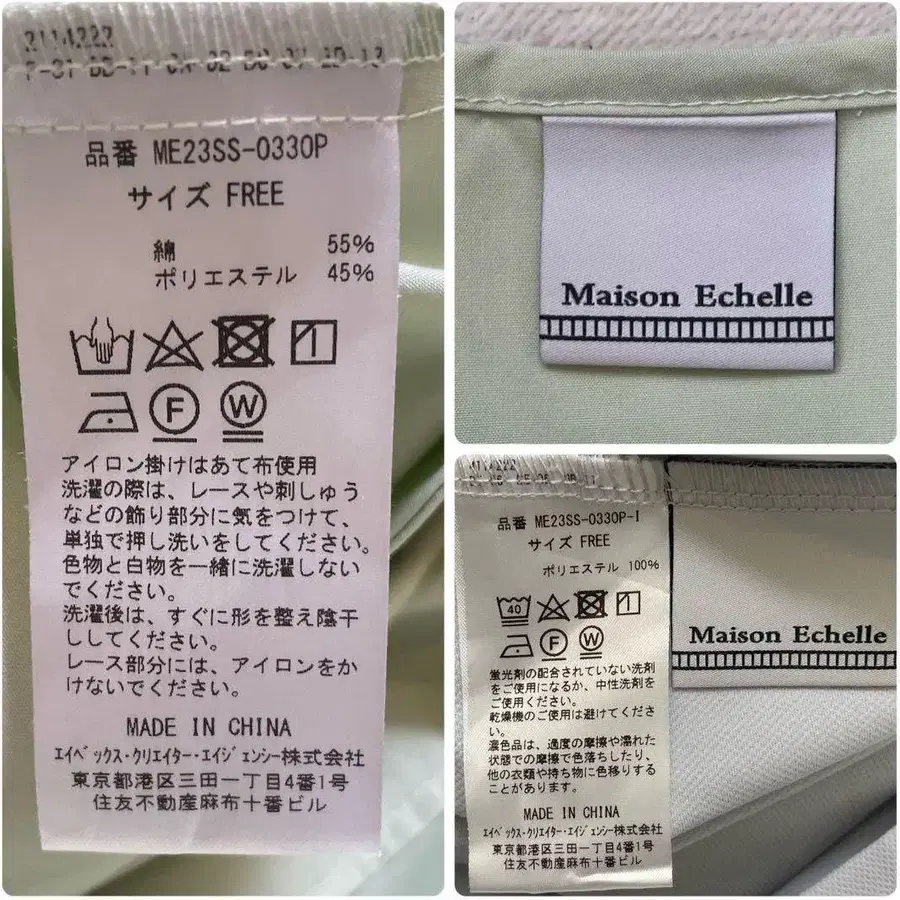 2114222
品番 ME23SS-0330P
サイズ FREE
綿 55%
ポリエステル 45%
F
W
アイロン掛けはあて布使用
洗濯の際は、レースや刺しゅう
などの飾り部分に気をつけて、
単独で押し洗いをしてください。
色物と白物を一緒に洗濯しない
でください。
洗濯後は、すぐに形を整え陰干
ししてください。
レース部分には、アイロンをか
けないでください。
MADE IN CHINA
エイベックス・クリエイター・エイジェンシー株式会社
東京都港区三田一丁目4番1号
住友不動産麻布十番ビル
Maison Echelle
品番 ME23SS-0330P-I
サイズ FREE
ポリエステル 100%
40
F
W
蛍光剤の配合されていない洗剤
をご使用になるか、中性洗剤を
ご使用ください。
乾燥機のご使用は避けてくださ
い。
濃色品は、過度の摩擦や濡れた
状態での摩擦で色落ちしたり、
他の衣類や持ち物に色移りする
ことがあります。
MADE IN CHINA
エイベックス・クリエイター・エイジェンシー株式会社
東京都港区三田一丁目4番1号
住友不動産麻布十番ビル
Maison Echelle